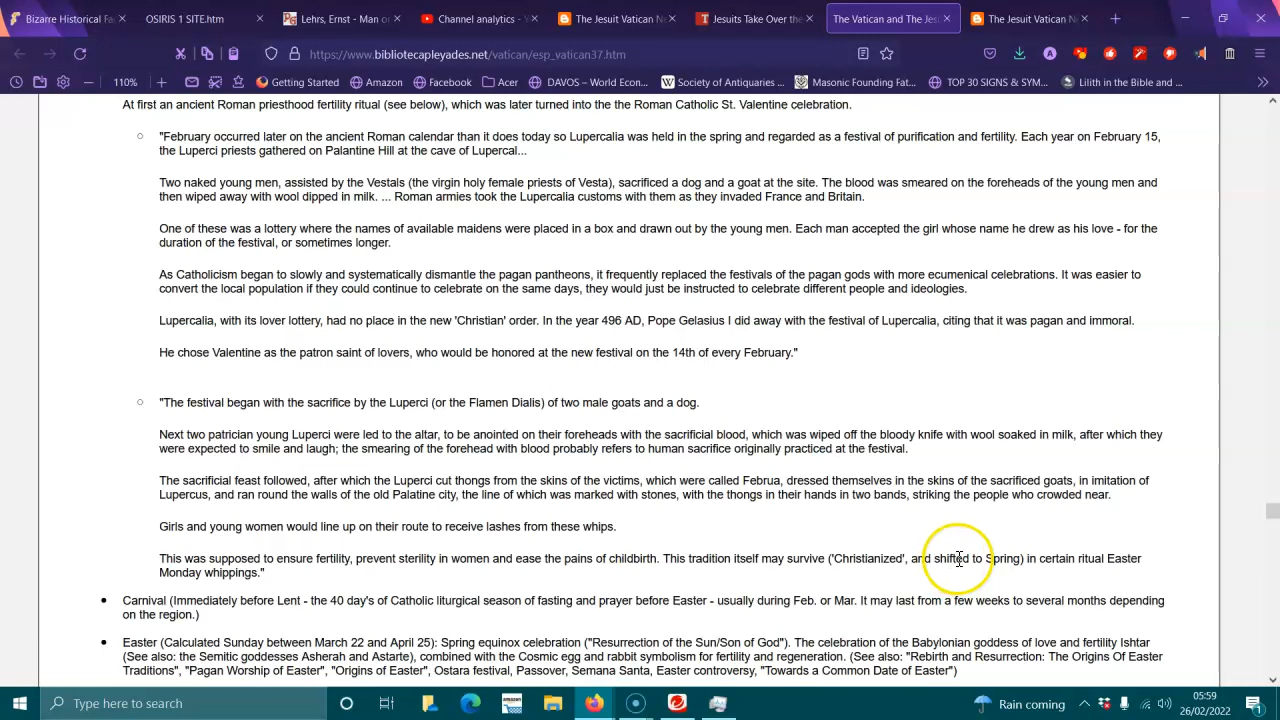 Bizarre Historical Fa
OSIRIS 1 SITE.htm
Lehrs, Ernst - Man o
Channel analytics - 
The Jesuit Vatican Ne
Jesuits Take Over the
The Vatican and The Jesu
The Jesuit Vatican Ne
https://www.bibliotecapleyades.net/vatican/esp_vatican37.htm
110%
Getting Started
Amazon
Facebook
Acer
DAVOS – World Econ...
Society of Antiquaries ...
Masonic Founding Fat...
TOP 30 SIGNS & SYM...
Lilith in the Bible and ...
At first an ancient Roman priesthood fertility ritual (see below), which was later turned into the the Roman Catholic St. Valentine celebration.
"February occurred later on the ancient Roman calendar than it does today so Lupercalia was held in the spring and regarded as a festival of purification and fertility. Each year on February 15,
the Luperci priests gathered on Palantine Hill at the cave of Lupercal...
Two naked young men, assisted by the Vestals (the virgin holy female priests of Vesta), sacrificed a dog and a goat at the site. The blood was smeared on the foreheads of the young men and
then wiped away with wool dipped in milk. ... Roman armies took the Lupercalia customs with them as they invaded France and Britain.
One of these was a lottery where the names of available maidens were placed in a box and drawn out by the young men. Each man accepted the girl whose name he drew as his love - for the
duration of the festival, or sometimes longer.
As Catholicism began to slowly and systematically dismantle the pagan pantheons, it frequently replaced the festivals of the pagan gods with more ecumenical celebrations. It was easier to
convert the local population if they could continue to celebrate on the same days, they would just be instructed to celebrate different people and ideologies.
Lupercalia, with its lover lottery, had no place in the new 'Christian' order. In the year 496 AD, Pope Gelasius I did away with the festival of Lupercalia, citing that it was pagan and immoral.
He chose Valentine as the patron saint of lovers, who would be honored at the new festival on the 14th of every February."
"The festival began with the sacrifice by the Luperci (or the Flamen Dialis) of two male goats and a dog.
Next two patrician young Luperci were led to the altar, to be anointed on their foreheads with the sacrificial blood, which was wiped off the bloody knife with wool soaked in milk, after which they
were expected to smile and laugh; the smearing of the forehead with blood probably refers to human sacrifice originally practiced at the festival.
The sacrificial feast followed, after which the Luperci cut thongs from the skins of the victims, which were called Februa, dressed themselves in the skins of the sacrificed goats, in imitation of
Lupercus, and ran round the walls of the old Palatine city, the line of which was marked with stones, with the thongs in their hands in two bands, striking the people who crowded near.
Girls and young women would line up on their route to receive lashes from these whips.
This was supposed to ensure fertility, prevent sterility in women and ease the pains of childbirth. This tradition itself may survive ('Christianized', and shifted to Spring) in certain ritual Easter
Monday whippings."
Carnival (Immediately before Lent - the 40 day's of Catholic liturgical season of fasting and prayer before Easter - usually during Feb. or Mar. It may last from a few weeks to several months depending
on the region.)
Easter (Calculated Sunday between March 22 and April 25): Spring equinox celebration ("Resurrection of the Sun/Son of God"). The celebration of the Babylonian goddess of love and fertility Ishtar
(See also: the Semitic goddesses Asherah and Astarte), combined with the Cosmic egg and rabbit symbolism for fertility and regeneration. (See also: "Rebirth and Resurrection: The Origins Of Easter
Traditions", "Pagan Worship of Easter", "Origins of Easter", Ostara festival, Passover, Semana Santa, Easter controversy, "Towards a Common Date of Easter")
Type here to search
amazon
Rain coming
05:59
26/02/2022